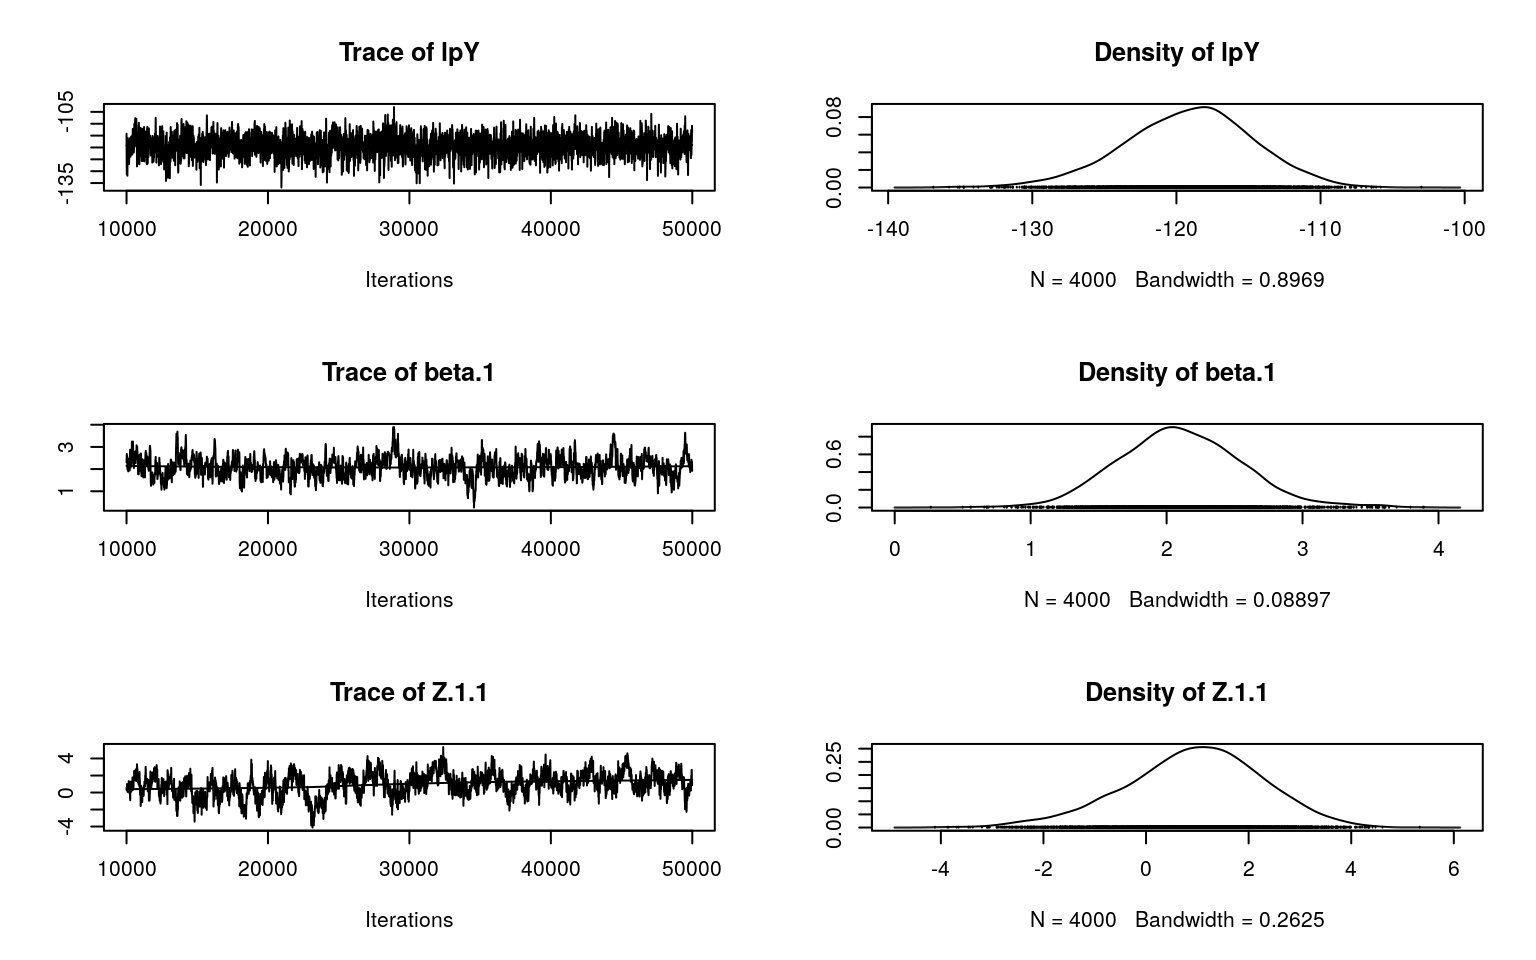 Trace of lpY
-105
-135
10000 20000 30000 40000 50000
Iterations
Density of lpY
0.08
0.00
-140 -130 -120 -110 -100
N = 4000 Bandwidth = 0.8969
Trace of beta.1
3
1
10000 20000 30000 40000 50000
Iterations
Density of beta.1
0.6
0.0
0 1 2 3 4
N = 4000 Bandwidth = 0.08897
Trace of Z.1.1
4
0
-4
10000 20000 30000 40000 50000
Iterations
Density of Z.1.1
0.25
0.00
-4 -2 0 2 4 6
N = 4000 Bandwidth = 0.2625